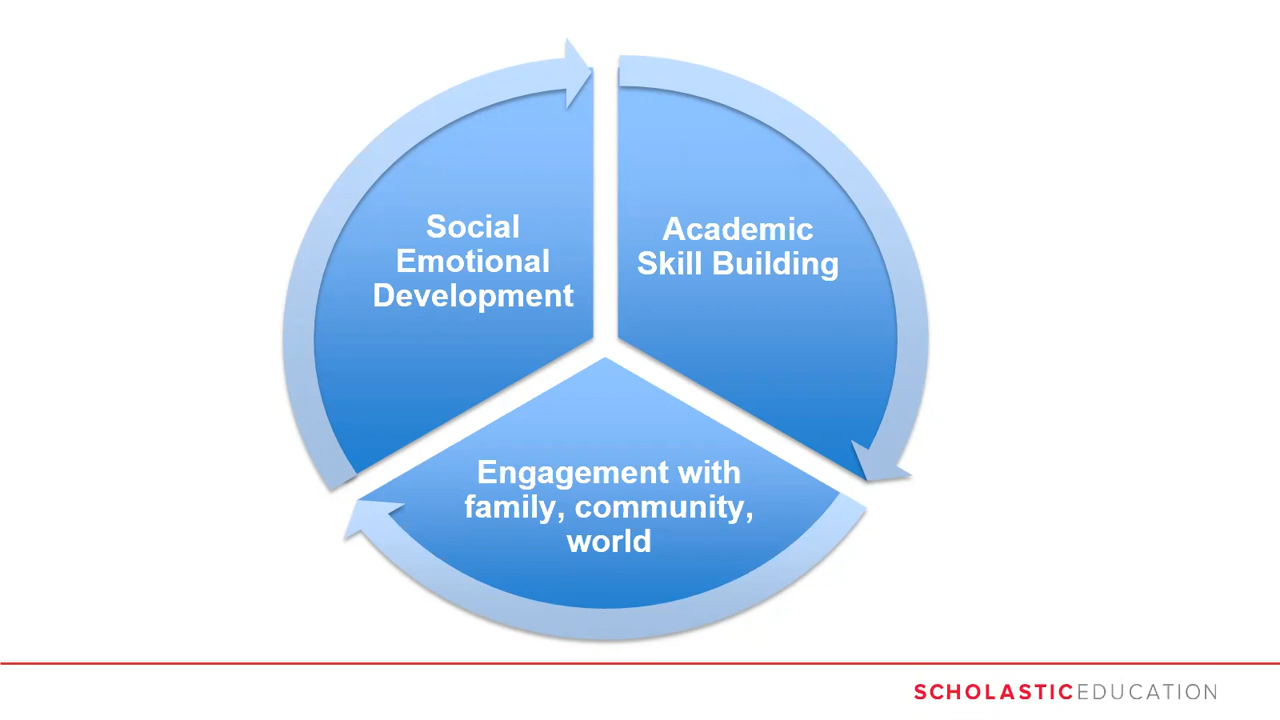 Social
Emotional
Development
Academic
Skill Building
Engagement with
family, community,
world
SCHOLASTICEDUCATION